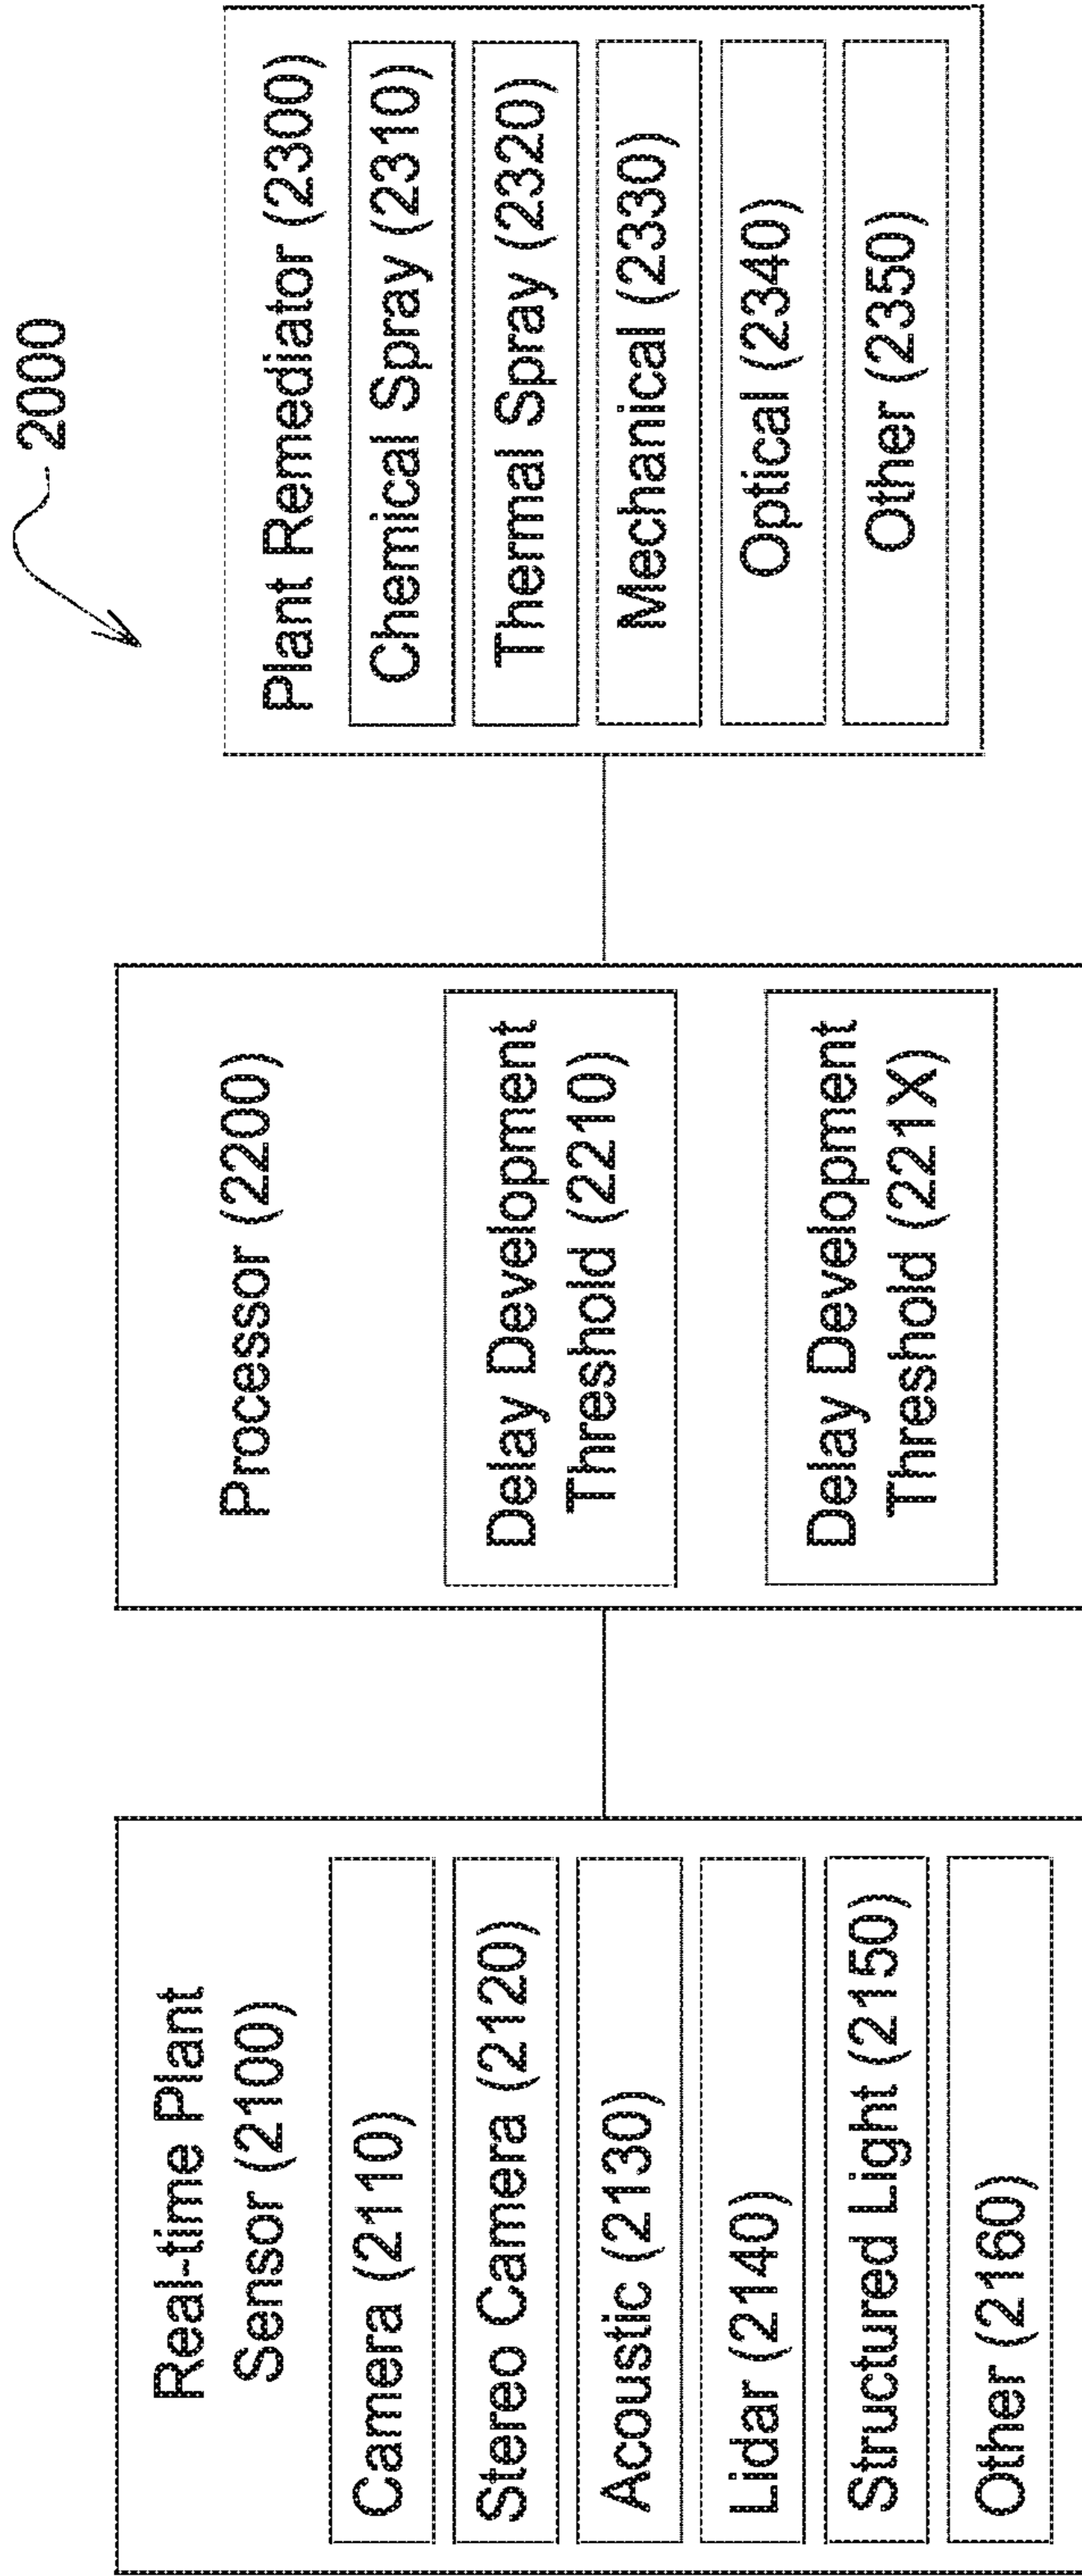 2000
Real-time Plant
Sensor (2100)
Camera (2110)
Stereo Camera (2120)
Acoustic (2130)
Lidar (2140)
Structured Light (2150)
Other (2160)
Processor (2200)
Delay Development
Threshold (2210)
Delay Development
Threshold (221X)
Plant Remediator (2300)
Chemical Spray (2310)
Thermal Spray (2320)
Mechanical (2330)
Optical (2340)
Other (2350)